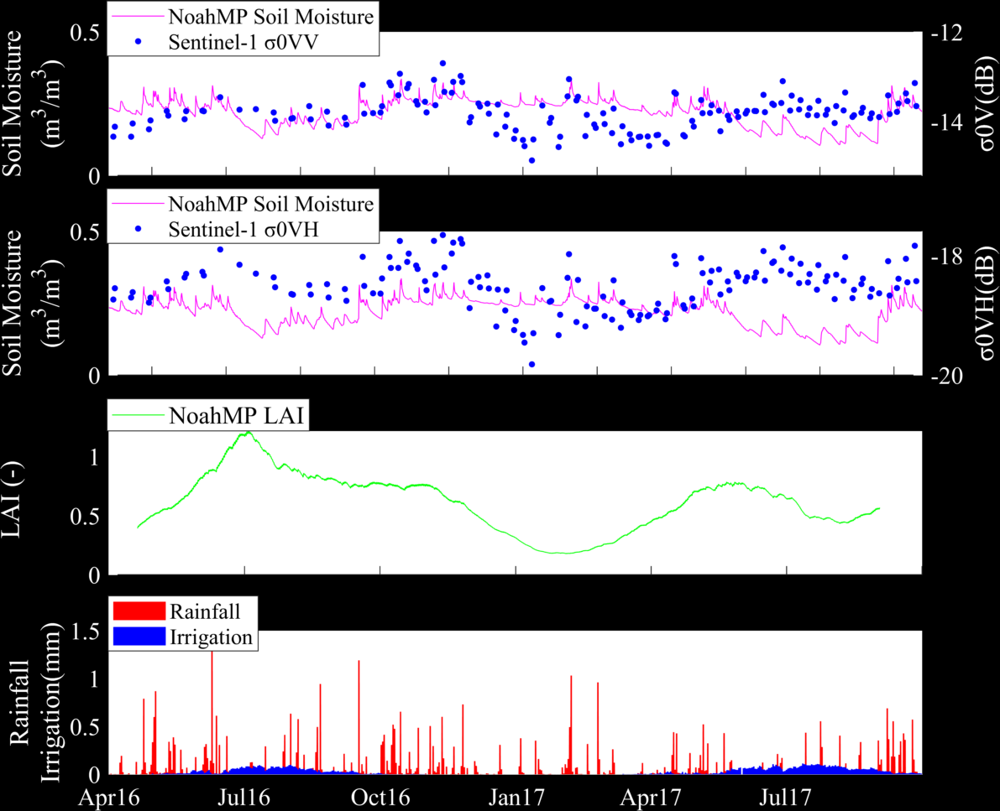 NoahMP Soil Moisture
Sentinel-1 σ0VV
Soil Moisture
(m³/m³)
0.5
0
-12
-14
σ0V(dB)
NoahMP Soil Moisture
Sentinel-1 σ0VH
Soil Moisture
(m³/m³)
0.5
0
-18
-20
σ0VH(dB)
NoahMP LAI
LAI (-)
1
0.5
0
Rainfall
Irrigation
Rainfall
Irrigation(mm)
1.5
1
0.5
0
Apr16 Jul16 Oct16 Jan17 Apr17 Jul17